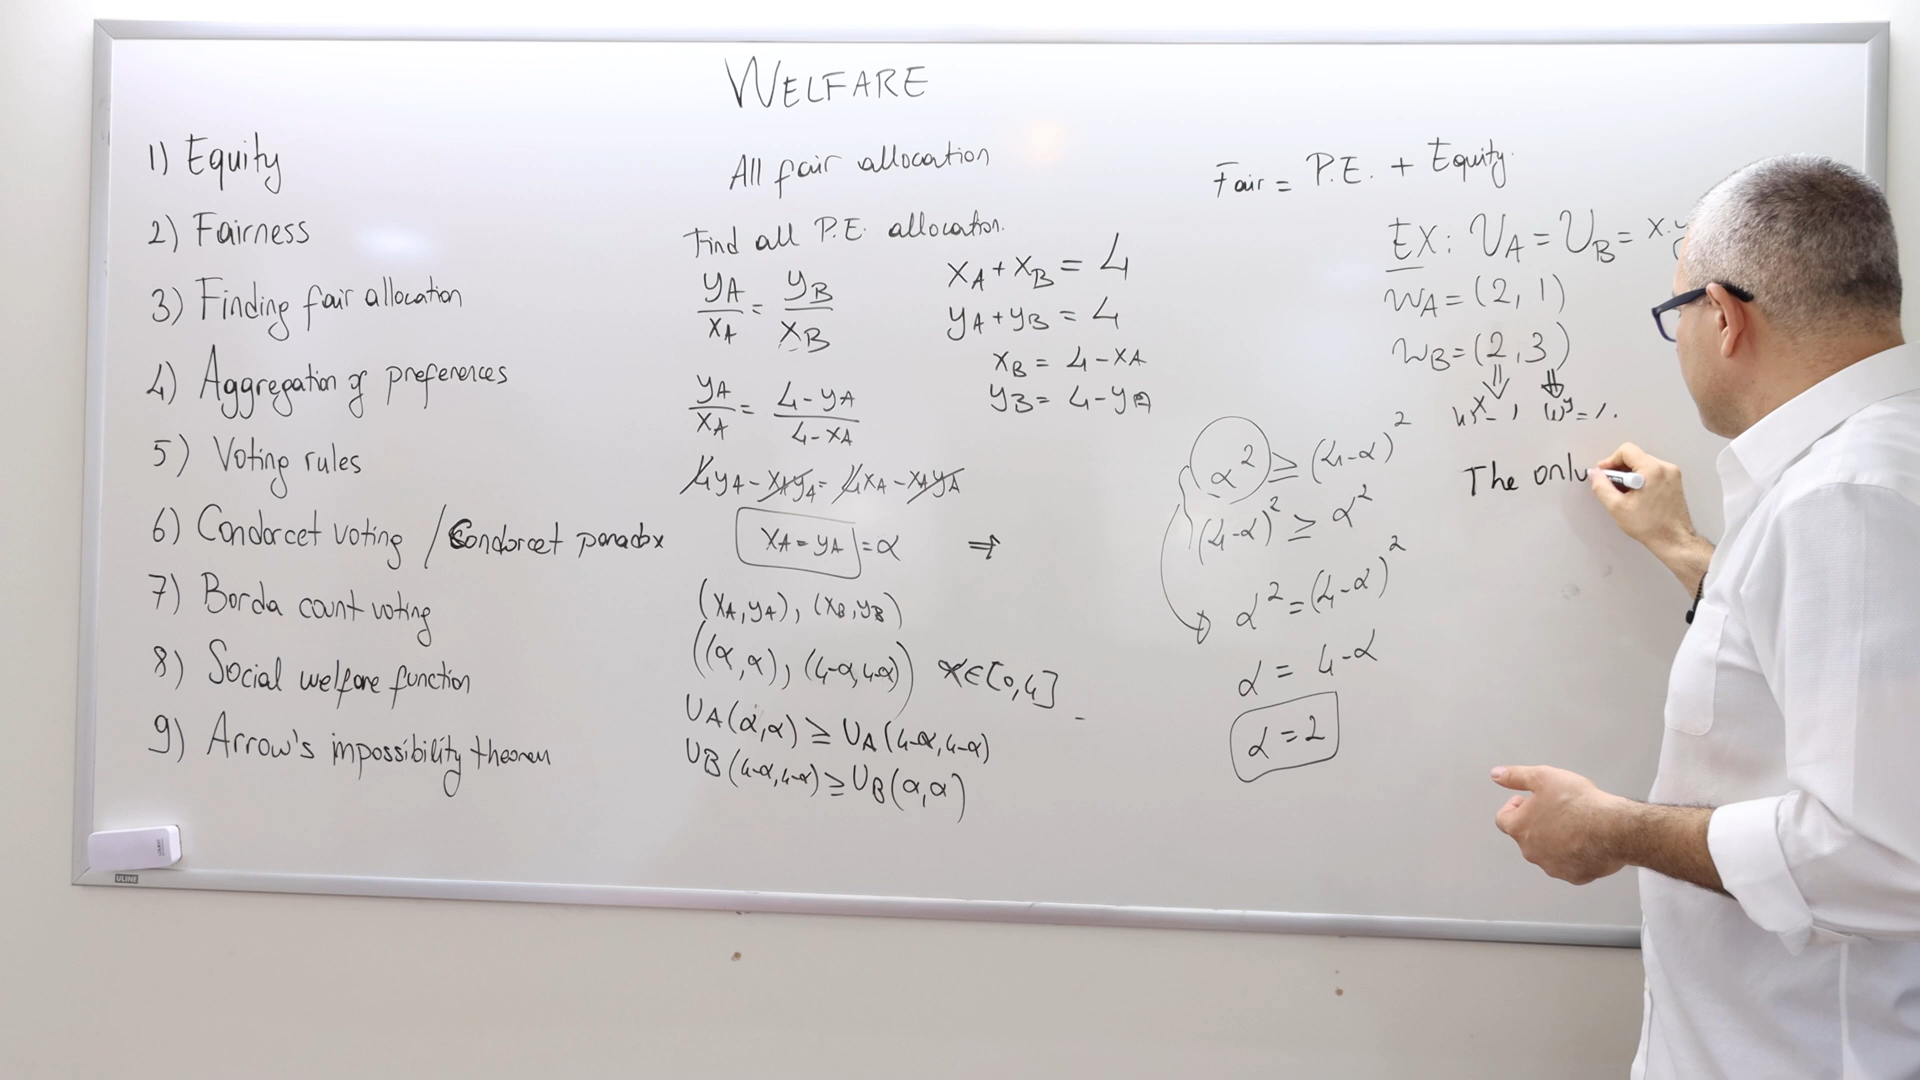 WELFARE
1) Equity
2) Fairness
3) Finding fair allocation
4) Aggregation of preferences
5) Voting rules
6) Condorcet voting / Condorcet paradox
7) Borda count voting
8) Social welfare function
9) Arrow's impossibility theorem
All fair allocation
Find all P.E. allocation.
yA/xA = yB/xB
xA + xB = 4
yA + yB = 4
xB = 4 - xA
yB = 4 - yA
yA/xA = (4 - yA)/(4 - xA)
4yA - xAyA = 4xA - xAyA
xA = yA = α ⇒
(xA, yA), (xB, yB)
((α, α), (4-α, 4-α)) α∈[0,4]
UA(α, α) ≥ UA(4-α, 4-α)
UB(4-α, 4-α) ≥ UB(α, α)
Fair = P.E. + Equity.
EX: UA = UB = x.y
wA = (2, 1)
wB = (2, 3)
α² ≥ (4-α)²
(4-α)² ≥ α²
α² = (4-α)²
α = 4-α
α = 2
The only
ULINE